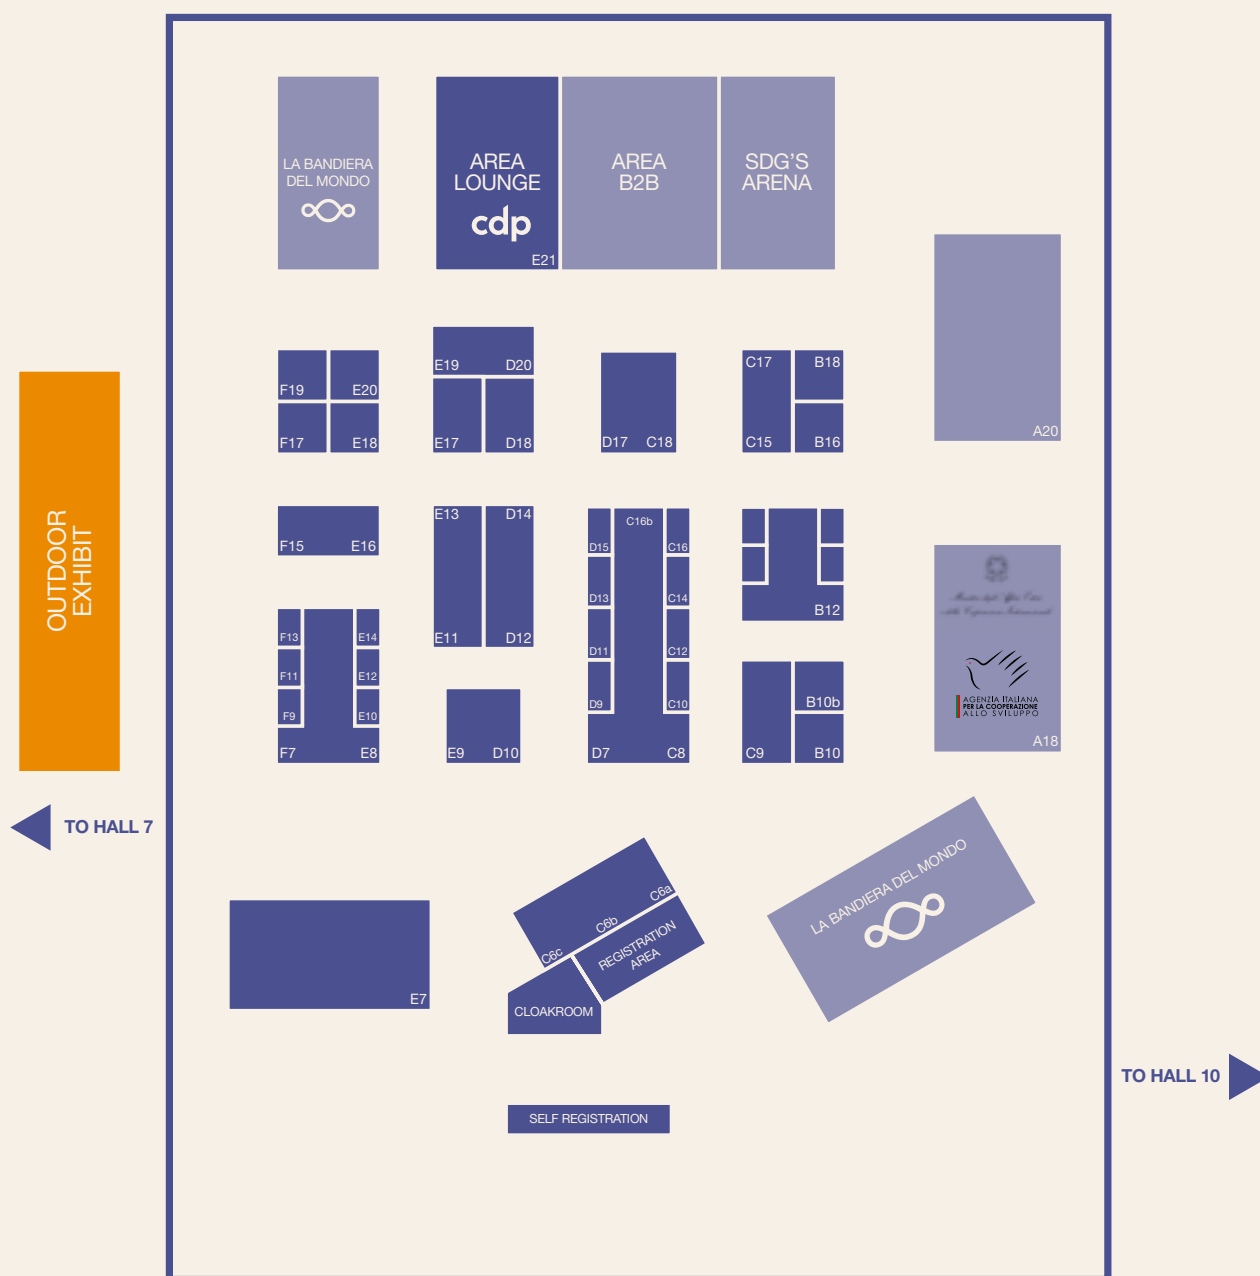 LA BANDIERA
DEL MONDO
AREA
LOUNGE
cdp
E21
AREA
B2B
SDG'S
ARENA
A20
E19 D20
F19 E20
C17 B18
F17 E18
E17 D18
D17 C18
C15 B16
OUTDOOR
EXHIBIT
F15 E16
E13 D14
C16b
D15 C16
D13 C14
B12
F13 E14
E11 D12
D11 C12
F11 E12
D9 C10
B10b
F9 E10
F7 E8
E9 D10
D7 C8
C9 B10
AGENZIA ITALIANA
PER LA COOPERAZIONE
ALLO SVILUPPO
A18
TO HALL 7
LA BANDIERA DEL MONDO
C6a
C6b
C6c
REGISTRATION
AREA
CLOAKROOM
E7
TO HALL 10
SELF REGISTRATION